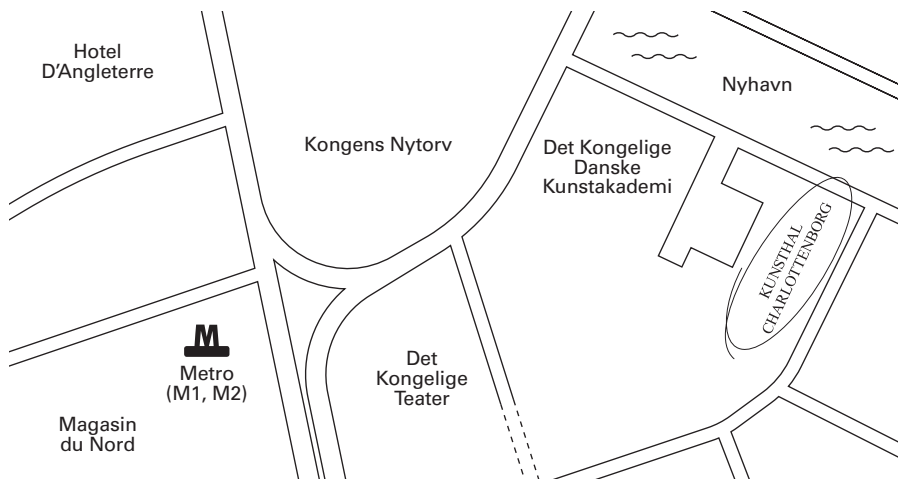 Hotel
D'Angleterre
Nyhavn
Kongens Nytorv
Det Kongelige
Danske
Kunstakademi
KUNSTHAL
CHARLOTTENBORG
M
Metro
(M1, M2)
Det
Kongelige
Teater
Magasin
du Nord